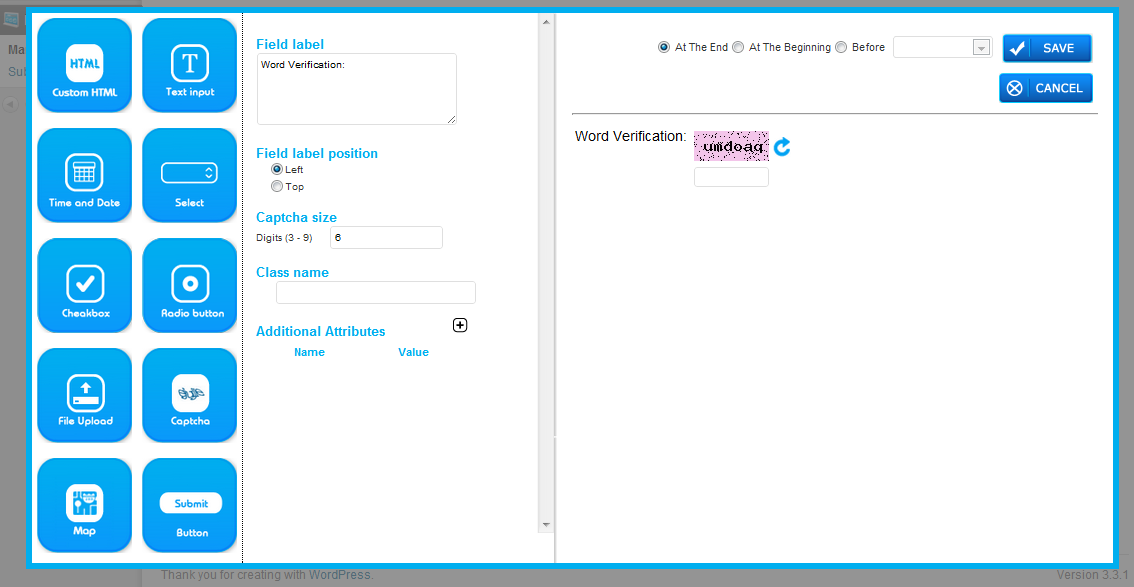 Ma
Sub
HTML
Custom HTML
T
Text input
Time and Date
Select
Checkbox
Radio button
File Upload
Captcha
Map
Submit
Button
Field label
Word Verification:
Field label position
Left
Top
Captcha size
Digits (3 - 9)
6
Class name
Additional Attributes
Name
Value
At The End
At The Beginning
Before
SAVE
CANCEL
Word Verification:
umdoaq
Thank you for creating with WordPress.
Version 3.3.1